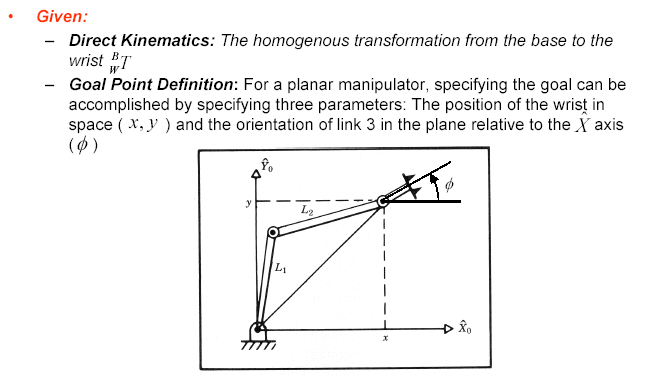 • Given:
– Direct Kinematics: The homogenous transformation from the base to the
wrist ᴮ_W T
– Goal Point Definition: For a planar manipulator, specifying the goal can be
accomplished by specifying three parameters: The position of the wrist in
space ( x, y ) and the orientation of link 3 in the plane relative to the X̂ axis
(ϕ )
Ŷ₀
ϕ
y
L₂
L₁
X̂₀
x